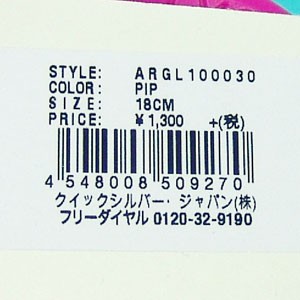 STYLE: ARGL100030
COLOR: PIP
SIZE: 18CM
PRICE: ¥1,300 +(税)
4 548008 509270
クイックシルバー・ジャパン(株)
フリーダイヤル 0120-32-9190